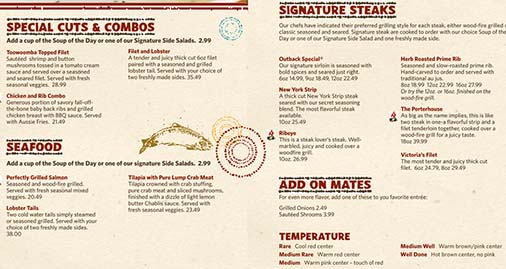 SPECIAL CUTS & COMBOS
Add a cup of the Soup of the Day or one of our Signature Side Salads. 2.99
Toowoomba Topped Filet
Sautéed shrimp and button
mushrooms tossed in a tomato cream
sauce and served over a seasoned
and seared filet. Served with fresh
seasonal veggies. 28.99
Chicken and Rib Combo
Generous portion of savory fall-off-
the-bone baby back ribs and grilled
chicken breast with BBQ sauce. Served
with Aussie Fries. 21.49
Filet and Lobster
A tender and juicy thick cut 6oz filet
paired with a seasoned and grilled
lobster tail. Served with your choice
of two freshly made sides. 35.49
SEAFOOD
Add a cup of the Soup of the Day or one of our signature Side Salads. 2.99
Perfectly Grilled Salmon
Seasoned and wood-fire grilled.
Served with fresh seasonal mixed
veggies. 20.49
Lobster Tails
Two cold water tails simply steamed
or seasoned grilled. Served with your
choice of two freshly made sides.
38.00
Tilapia with Pure Lump Crab Meat
Tilapia crowned with crab stuffing,
pure crab meat and sliced mushrooms,
finished with a dizzle of light lemon
butter Chablis sauce. Served with
fresh seasonal veggies. 23.49
SIGNATURE STEAKS
Our chefs have selected their preferred grilling style for each steak, either wood-fire grilled o
classic seasoned and seared. Signature steak are cooked to order with your choice Soup of the
Day or one of our Signature Side Salad and one freshly made side.
Outback Special®
Our signature sirloin is seasoned with
bold spices and seared just right.
6oz 14.99, 9oz 18.49, 12oz 22.49
New York Strip
A thick cut New York Strip steak
seared with our secret seasoning
blend. The most flavorful steak
available.
10oz 25.49
Ribeye
This is a steak lover's steak. Well-
marbled, juicy and cooked over a
woodfire grill.
10oz. 26.99
Herb Roasted Prime Rib
Seasoned and slow-roasted prime rib.
Hand-carved to order and served with
traditional au jus.
8oz 18.99 12oz 22.99 16oz 27.99
Or try the 12oz. or 16oz. finished on the
wood-fire grill.
The Porterhouse
As big as the name implies, this is like
two steak in one-a flavorful strip and a
filet tenderloin together, cooked over a
woodfire grill for a juicy taste.
18oz 39.99
Victoria's Filet
The most tender and juicy thick cut
filet. 6oz 24.79, 8oz 29.49
ADD ON MATES
For even more flavor, add one of these to you favorite entrée:
Grilled Onions 2.49
Sautéed Shrooms 3.99
TEMPERATURE
Rare Cool red center
Medium Rare Warm red center
Medium Warm pink center - touch of red
Medium Well Warm brown/pink center
Well Done Hot brown center, no pink